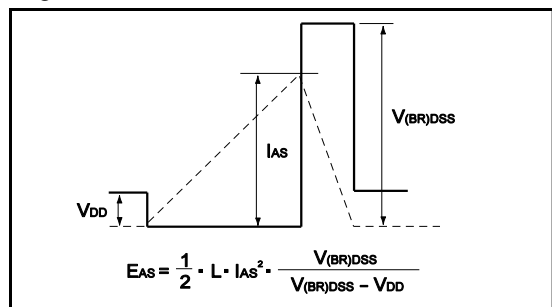 V(BR)DSS
IAS
VDD
EAS = 1/2 · L · IAS² · V(BR)DSS / (V(BR)DSS – VDD)